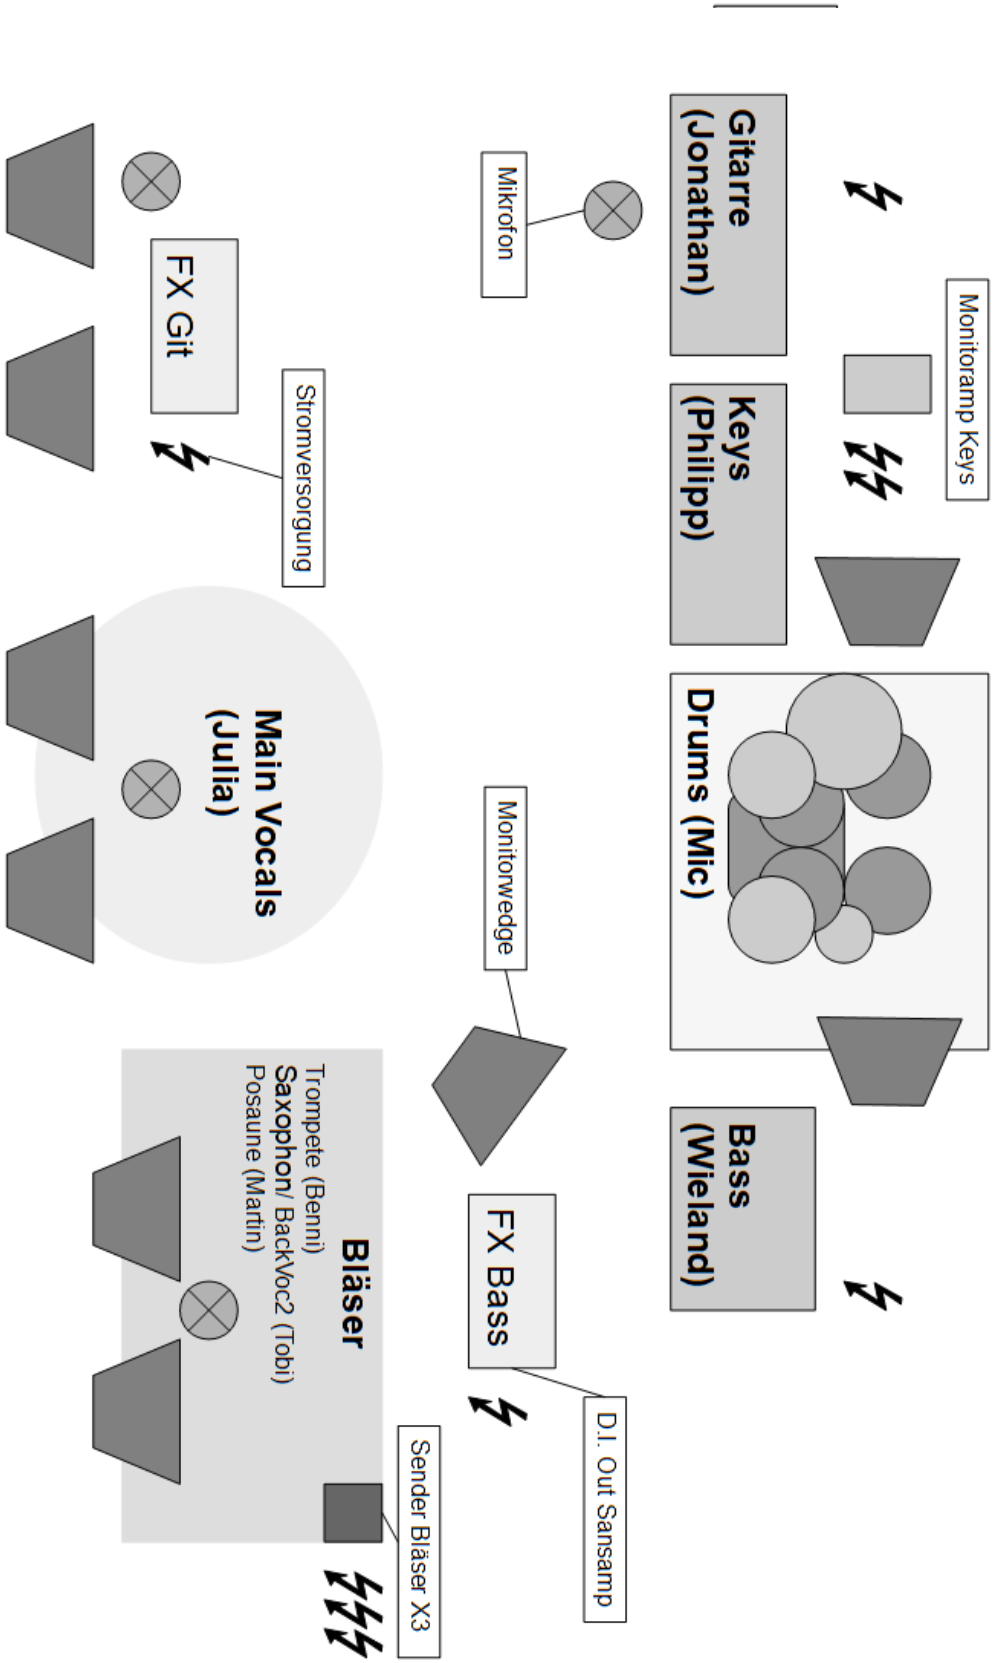 Monitoramp Keys
Gitarre
(Jonathan)
Keys
(Philipp)
Drums (Mic)
Bass
(Wieland)
Mikrofon
Monitorwedge
FX Bass
D.I. Out Sansamp
Stromversorgung
FX Git
Main Vocals
(Julia)
Bläser
Trompete (Benni)
Saxophon/ BackVoc2 (Tobi)
Posaune (Martin)
Sender Bläser X3